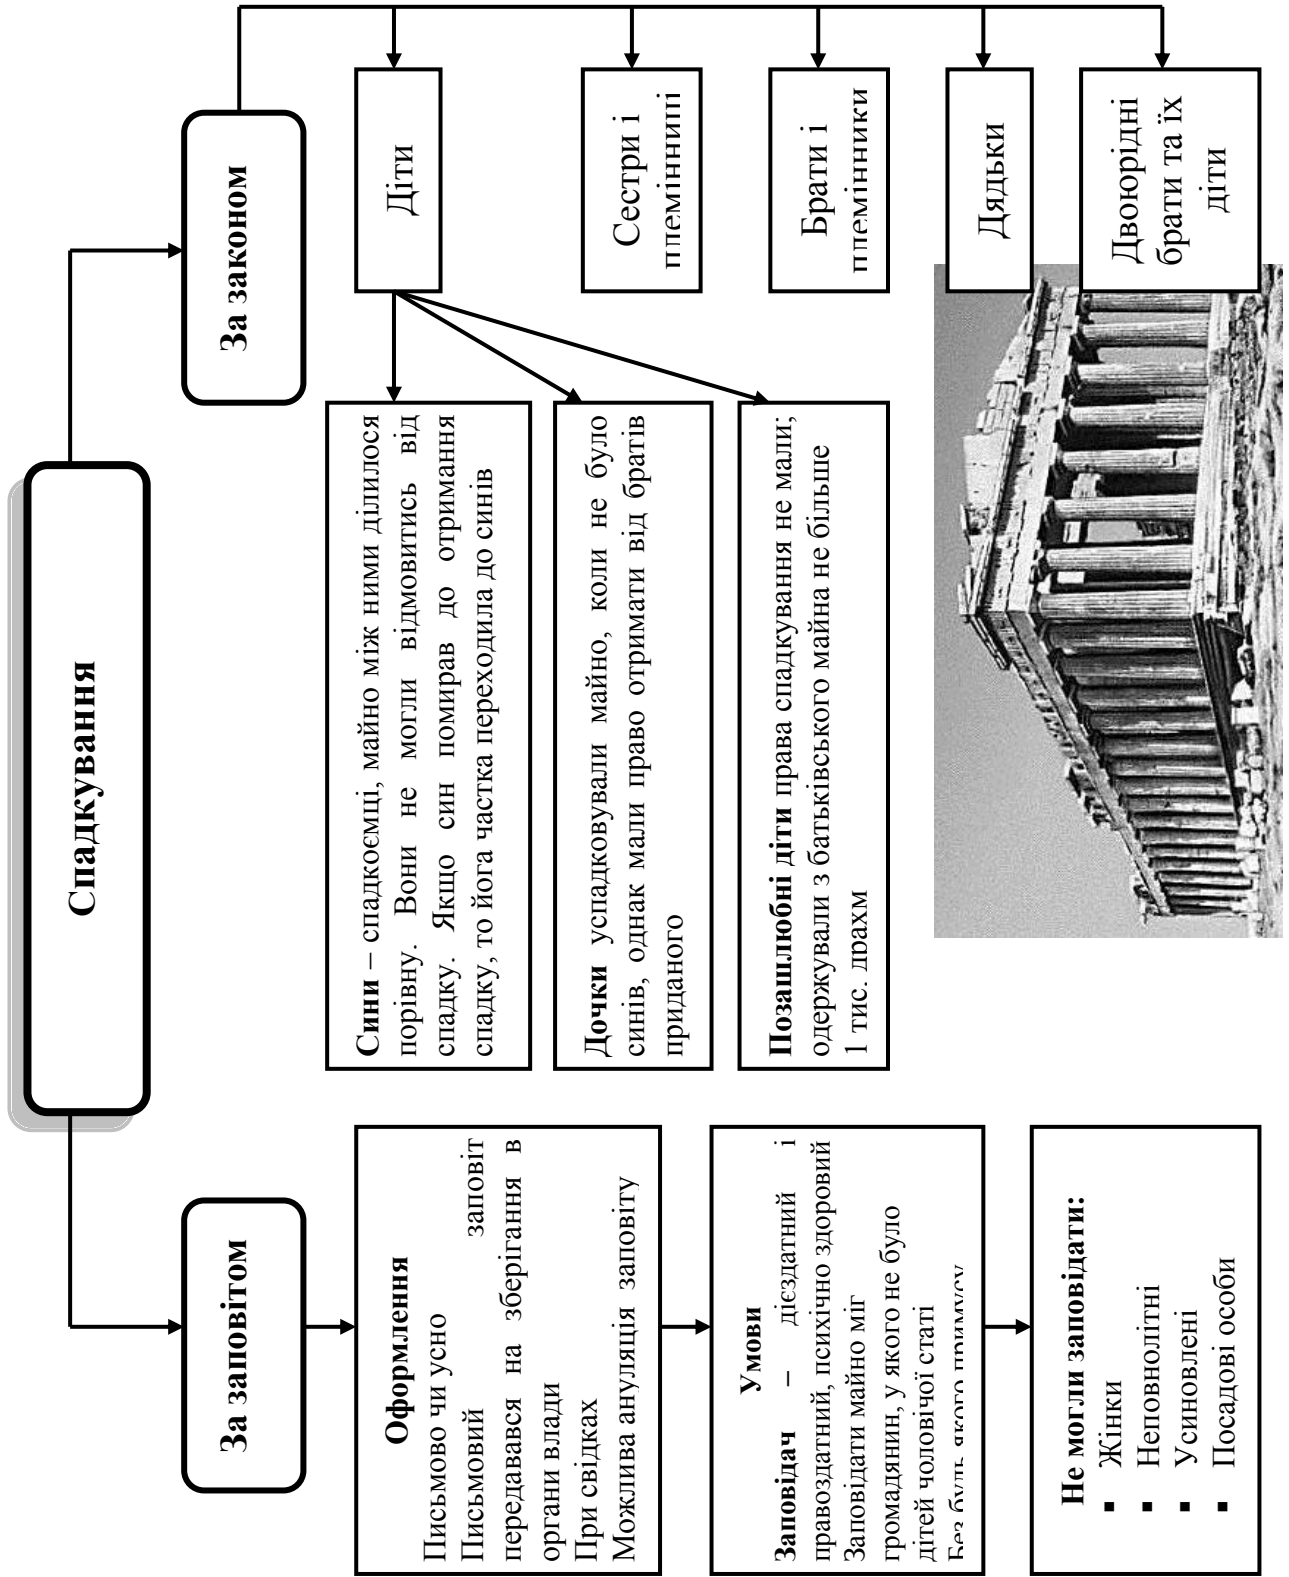 Спадкування
За заповітом
Оформлення
Письмово чи усно
Письмовий заповіт
передавався на зберігання в
органи влади
При свідках
Можлива ануляція заповіту
Умови
Заповідач – дієздатний і
правоздатний, психічно здоровий
Заповідати майно міг
громадянин, у якого не було
дітей чоловічої статі
Без будь якого примусу
Не могли заповідати:
▪ Жінки
▪ Неповнолітні
▪ Усиновлені
▪ Посадові особи
За законом
Діти
Сини – спадкоємці, майно між ними ділилося
порівну. Вони не могли відмовитись від
спадку. Якщо син помирав до отримання
спадку, то його частка переходила до синів
Дочки успадковували майно, коли не було
синів, однак мали право отримати від братів
приданого
Позашлюбні діти права спадкування не мали;
одержували з батьківського майна не більше
1 тис. драхм
Сестри і
племінниці
Брати і
племінники
Дядьки
Двоюрідні
брати та їх
діти